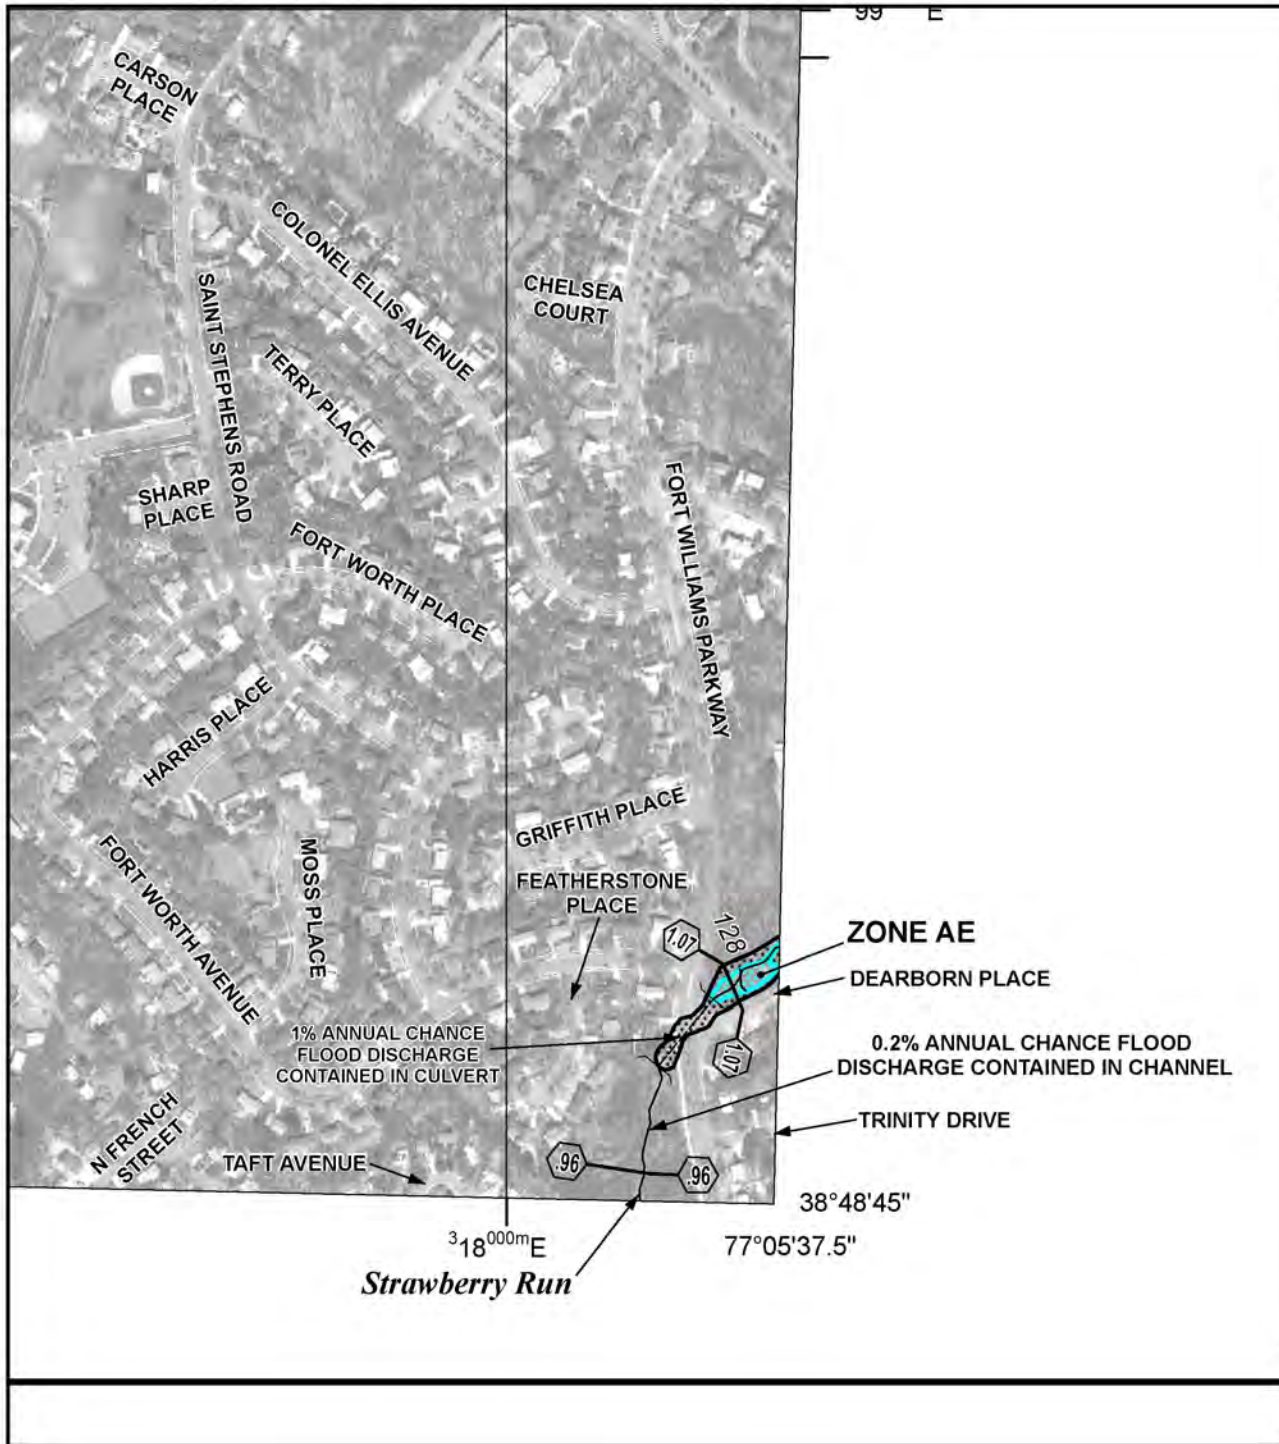 99 E
CARSON
PLACE
COLONEL ELLIS AVENUE
SAINT STEPHENS ROAD
CHELSEA
COURT
TERRY PLACE
SHARP
PLACE
FORT WORTH PLACE
FORT WILLIAMS PARKWAY
HARRIS PLACE
GRIFFITH PLACE
FORT WORTH AVENUE
MOSS PLACE
FEATHERSTONE
PLACE
1.07
128
ZONE AE
DEARBORN PLACE
1% ANNUAL CHANCE
FLOOD DISCHARGE
CONTAINED IN CULVERT
1.07
0.2% ANNUAL CHANCE FLOOD
DISCHARGE CONTAINED IN CHANNEL
TRINITY DRIVE
N FRENCH
STREET
TAFT AVENUE
.96
.96
38°48'45"
318000mE
77°05'37.5"
Strawberry Run